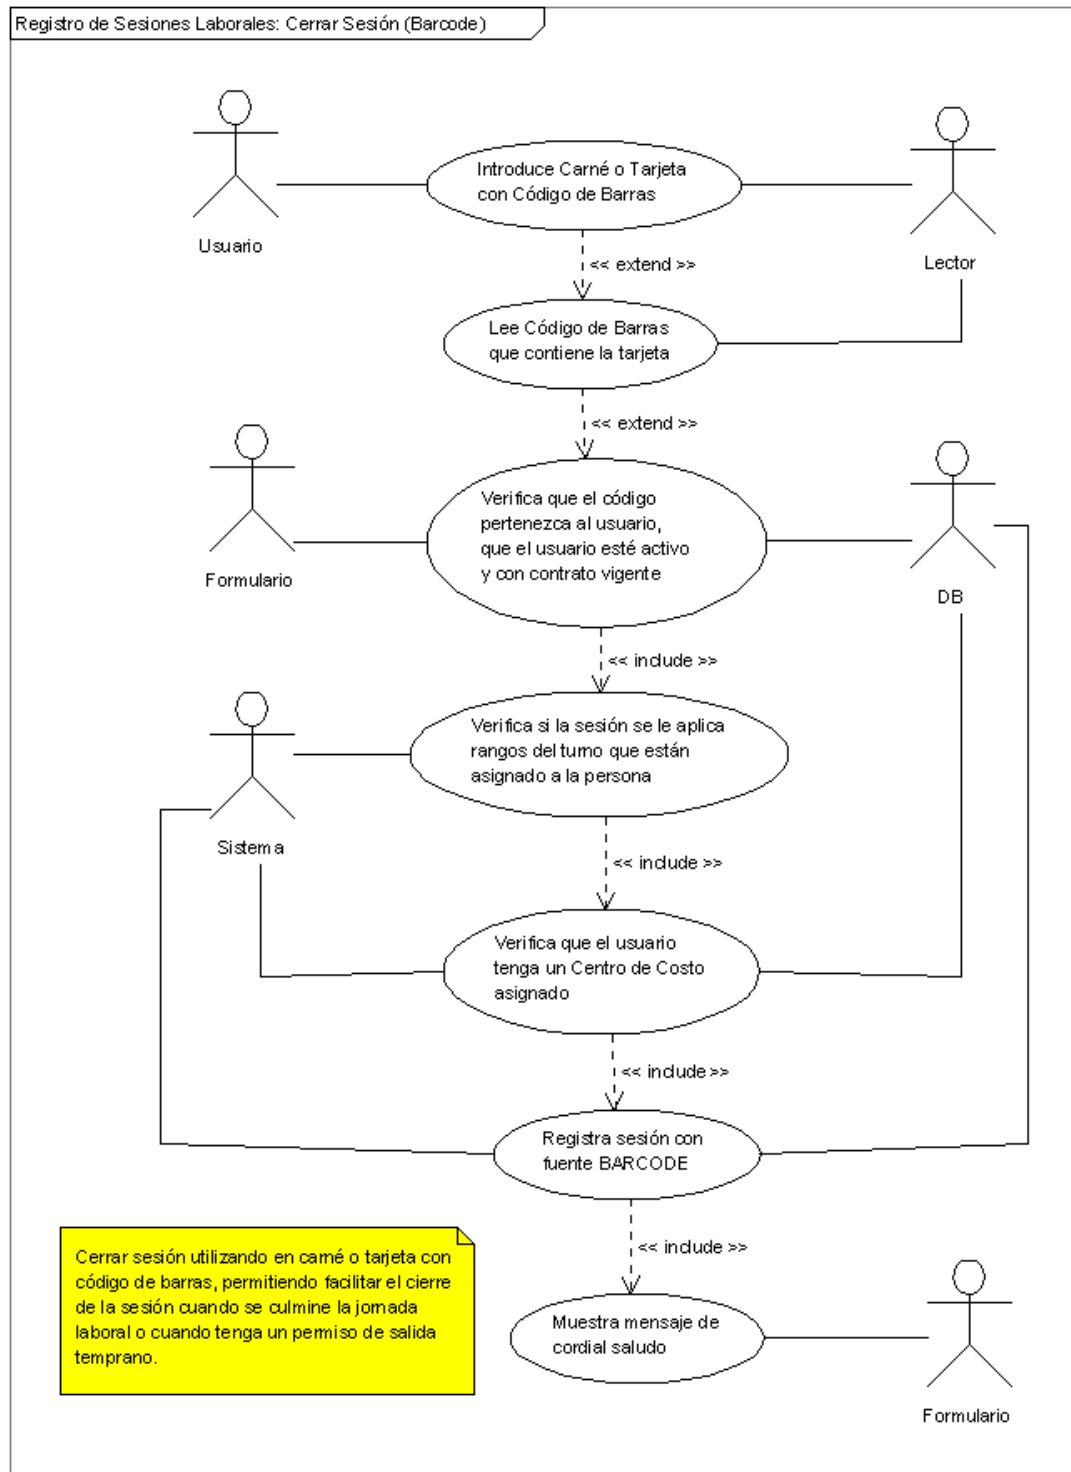 Registro de Sesiones Laborales: Cerrar Sesión (Barcode)
Usuario
Introduce Carné o Tarjeta
con Código de Barras
Lector
<< extend >>
Lee Código de Barras
que contiene la tarjeta
<< extend >>
Formulario
Verifica que el código
pertenezca al usuario,
que el usuario esté activo
y con contrato vigente
DB
<< include >>
Sistema
Verifica si la sesión se le aplica
rangos del turno que están
asignado a la persona
<< include >>
Verifica que el usuario
tenga un Centro de Costo
asignado
<< include >>
Registra sesión con
fuente BARCODE
<< include >>
Cerrar sesión utilizando en carné o tarjeta con
código de barras, permitiendo facilitar el cierre
de la sesión cuando se culmine la jornada
laboral o cuando tenga un permiso de salida
temprano.
Muestra mensaje de
cordial saludo
Formulario